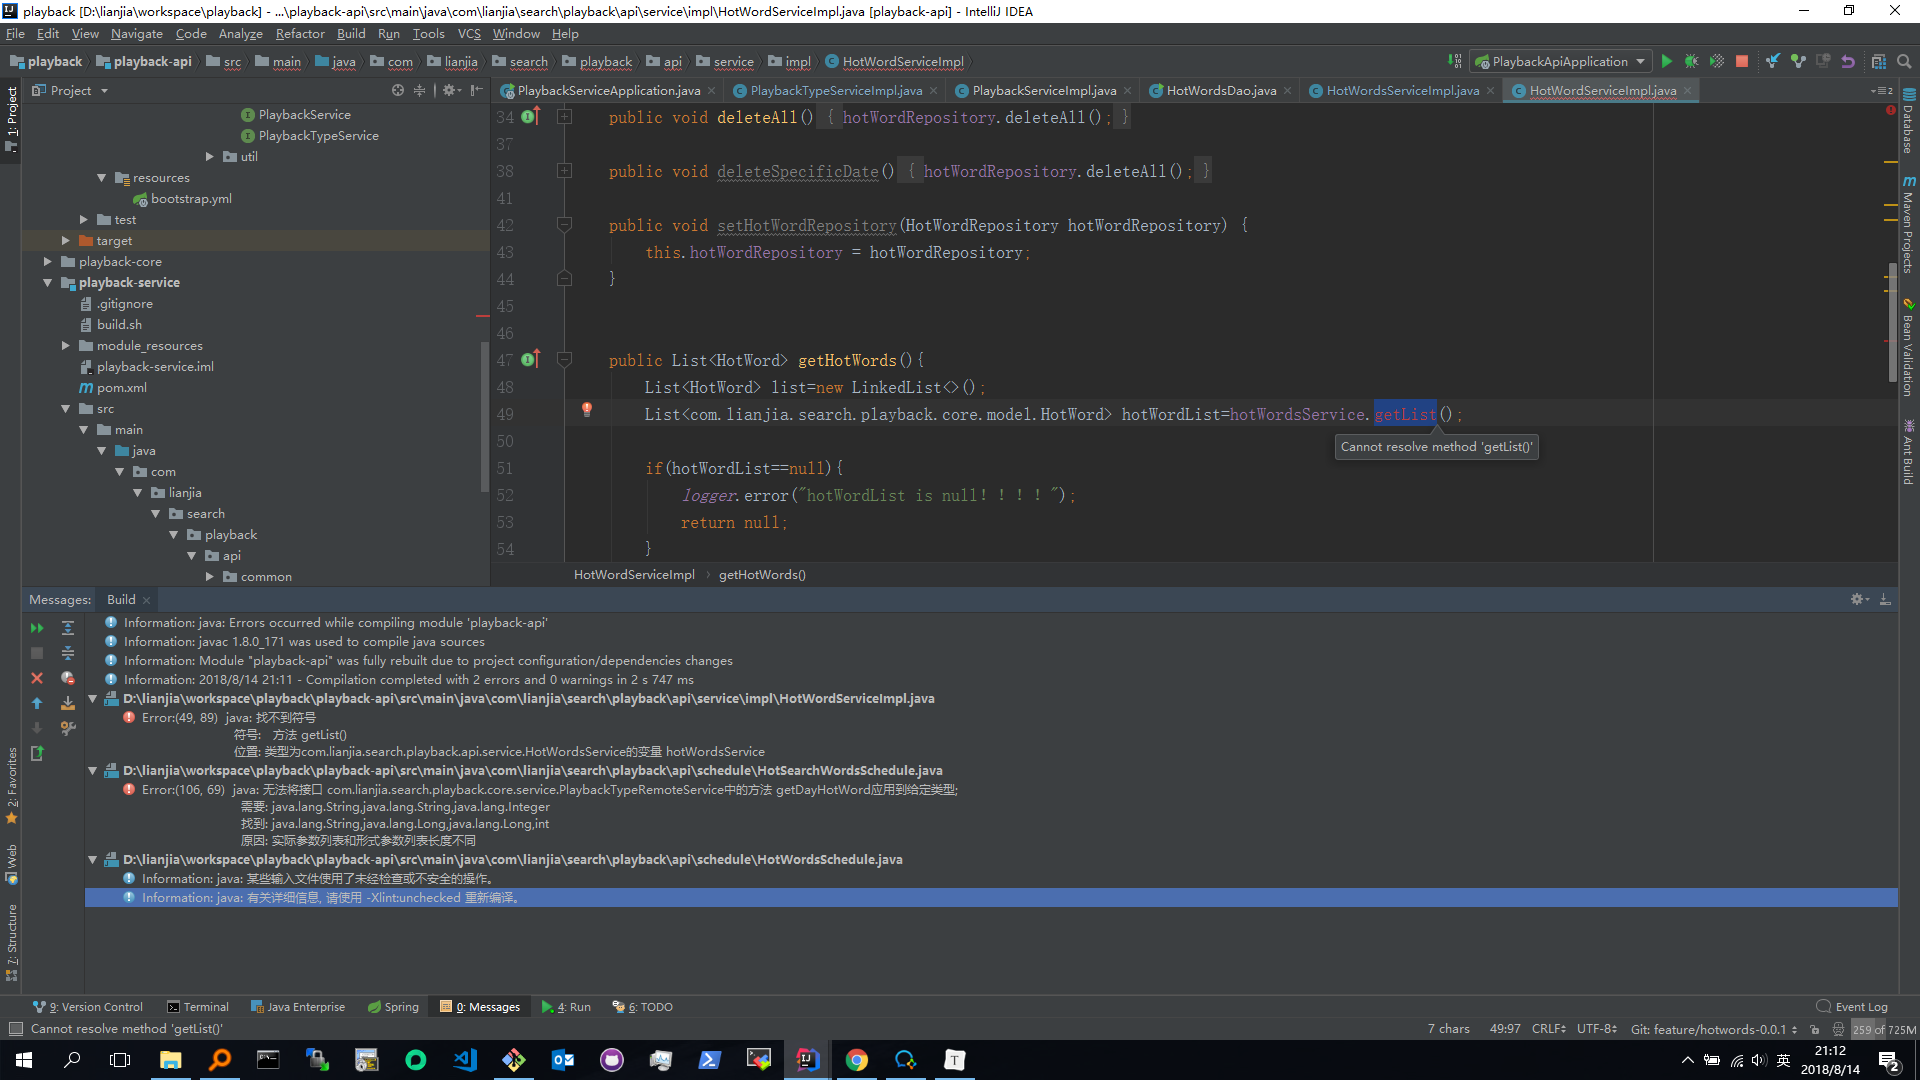 playback [D:\lianjia\workspace\playback] - ...\playback-api\src\main\java\com\lianjia\search\playback\api\service\impl\HotWordServiceImpl.java [playback-api] - IntelliJ IDEA
File Edit View Navigate Code Analyze Refactor Build Run Tools VCS Window Help
playback playback-api src main java com lianjia search playback api service impl HotWordServiceImpl PlaybackApiApplication
Project PlaybackServiceApplication.java PlaybackTypeServiceImpl.java PlaybackServiceImpl.java HotWordsDao.java HotWordsServiceImpl.java HotWordServiceImpl.java
1: Project
PlaybackService
PlaybackTypeService
util
resources
bootstrap.yml
test
target
playback-core
playback-service
.gitignore
build.sh
module_resources
playback-service.iml
pom.xml
src
main
java
com
lianjia
search
playback
api
common
34 public void deleteAll() { hotWordRepository.deleteAll(); }
37
38 public void deleteSpecificDate() { hotWordRepository.deleteAll(); }
41
42 public void setHotWordRepository(HotWordRepository hotWordRepository) {
43 this.hotWordRepository = hotWordRepository;
44 }
45
46
47 public List<HotWord> getHotWords(){
48 List<HotWord> list=new LinkedList<>();
49 List<com.lianjia.search.playback.core.model.HotWord> hotWordList=hotWordsService.getList();
50
Cannot resolve method 'getList()'
51 if(hotWordList==null){
52 logger.error("hotWordList is null！！！！");
53 return null;
54 }
HotWordServiceImpl getHotWords()
Database
Maven Projects
Bean Validation
Ant Build
Messages: Build
Information: java: Errors occurred while compiling module 'playback-api'
Information: javac 1.8.0_171 was used to compile java sources
Information: Module "playback-api" was fully rebuilt due to project configuration/dependencies changes
Information: 2018/8/14 21:11 - Compilation completed with 2 errors and 0 warnings in 2 s 747 ms
D:\lianjia\workspace\playback\playback-api\src\main\java\com\lianjia\search\playback\api\service\impl\HotWordServiceImpl.java
Error:(49, 89) java: 找不到符号
符号: 方法 getList()
位置: 类型为com.lianjia.search.playback.api.service.HotWordsService的变量 hotWordsService
D:\lianjia\workspace\playback\playback-api\src\main\java\com\lianjia\search\playback\api\schedule\HotSearchWordsSchedule.java
Error:(106, 69) java: 无法将接口 com.lianjia.search.playback.core.service.PlaybackTypeRemoteService中的方法 getDayHotWord应用到给定类型;
需要: java.lang.String,java.lang.String,java.lang.Integer
找到: java.lang.String,java.lang.Long,java.lang.Long,int
原因: 实际参数列表和形式参数列表长度不同
D:\lianjia\workspace\playback\playback-api\src\main\java\com\lianjia\search\playback\api\schedule\HotWordsSchedule.java
Information: java: 某些输入文件使用了未经检查或不安全的操作。
Information: java: 有关详细信息, 请使用 -Xlint:unchecked 重新编译。
2: Favorites
Web
7: Structure
9: Version Control Terminal Java Enterprise Spring 0: Messages 4: Run 6: TODO Event Log
Cannot resolve method 'getList()' 7 chars 49:97 CRLF UTF-8 Git: feature/hotwords-0.0.1 259 of 725M
英 21:12
2018/8/14
2